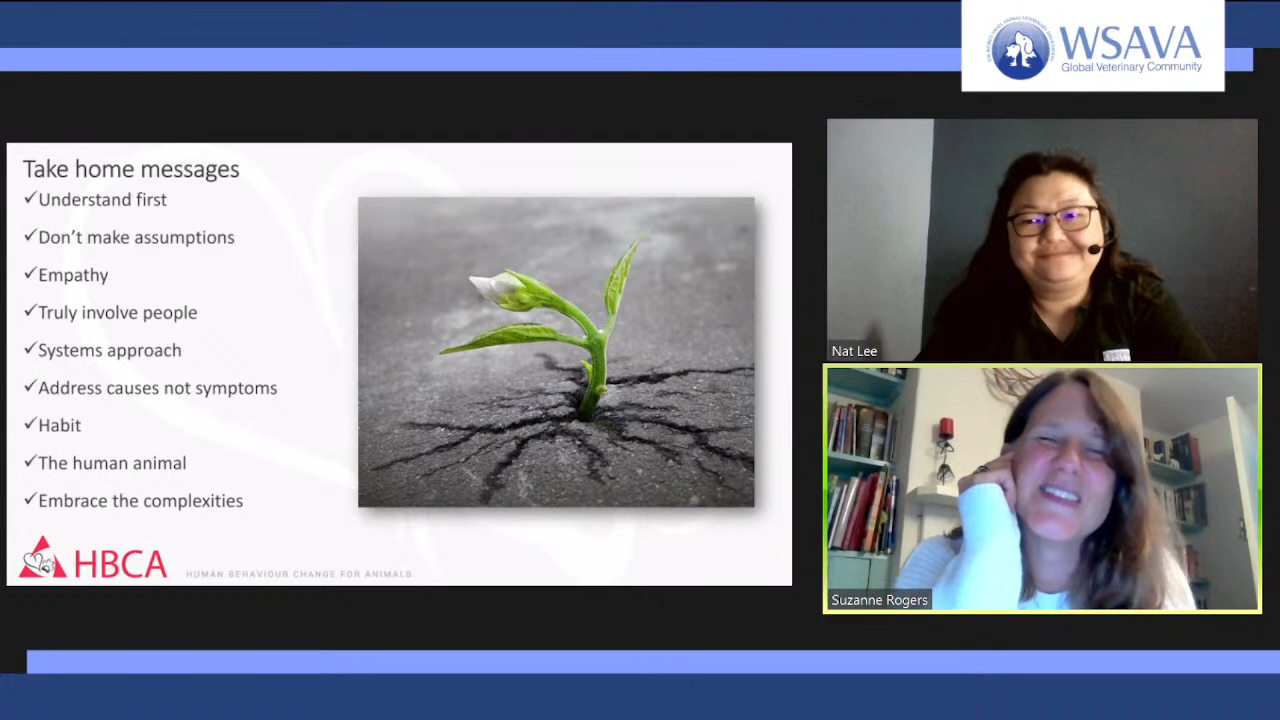 WSAVA
Global Veterinary Community
Take home messages
✓Understand first
✓Don't make assumptions
✓Empathy
✓Truly involve people
✓Systems approach
✓Address causes not symptoms
✓Habit
✓The human animal
✓Embrace the complexities
HBCA
HUMAN BEHAVIOUR CHANGE FOR ANIMALS
Nat Lee
Suzanne Rogers